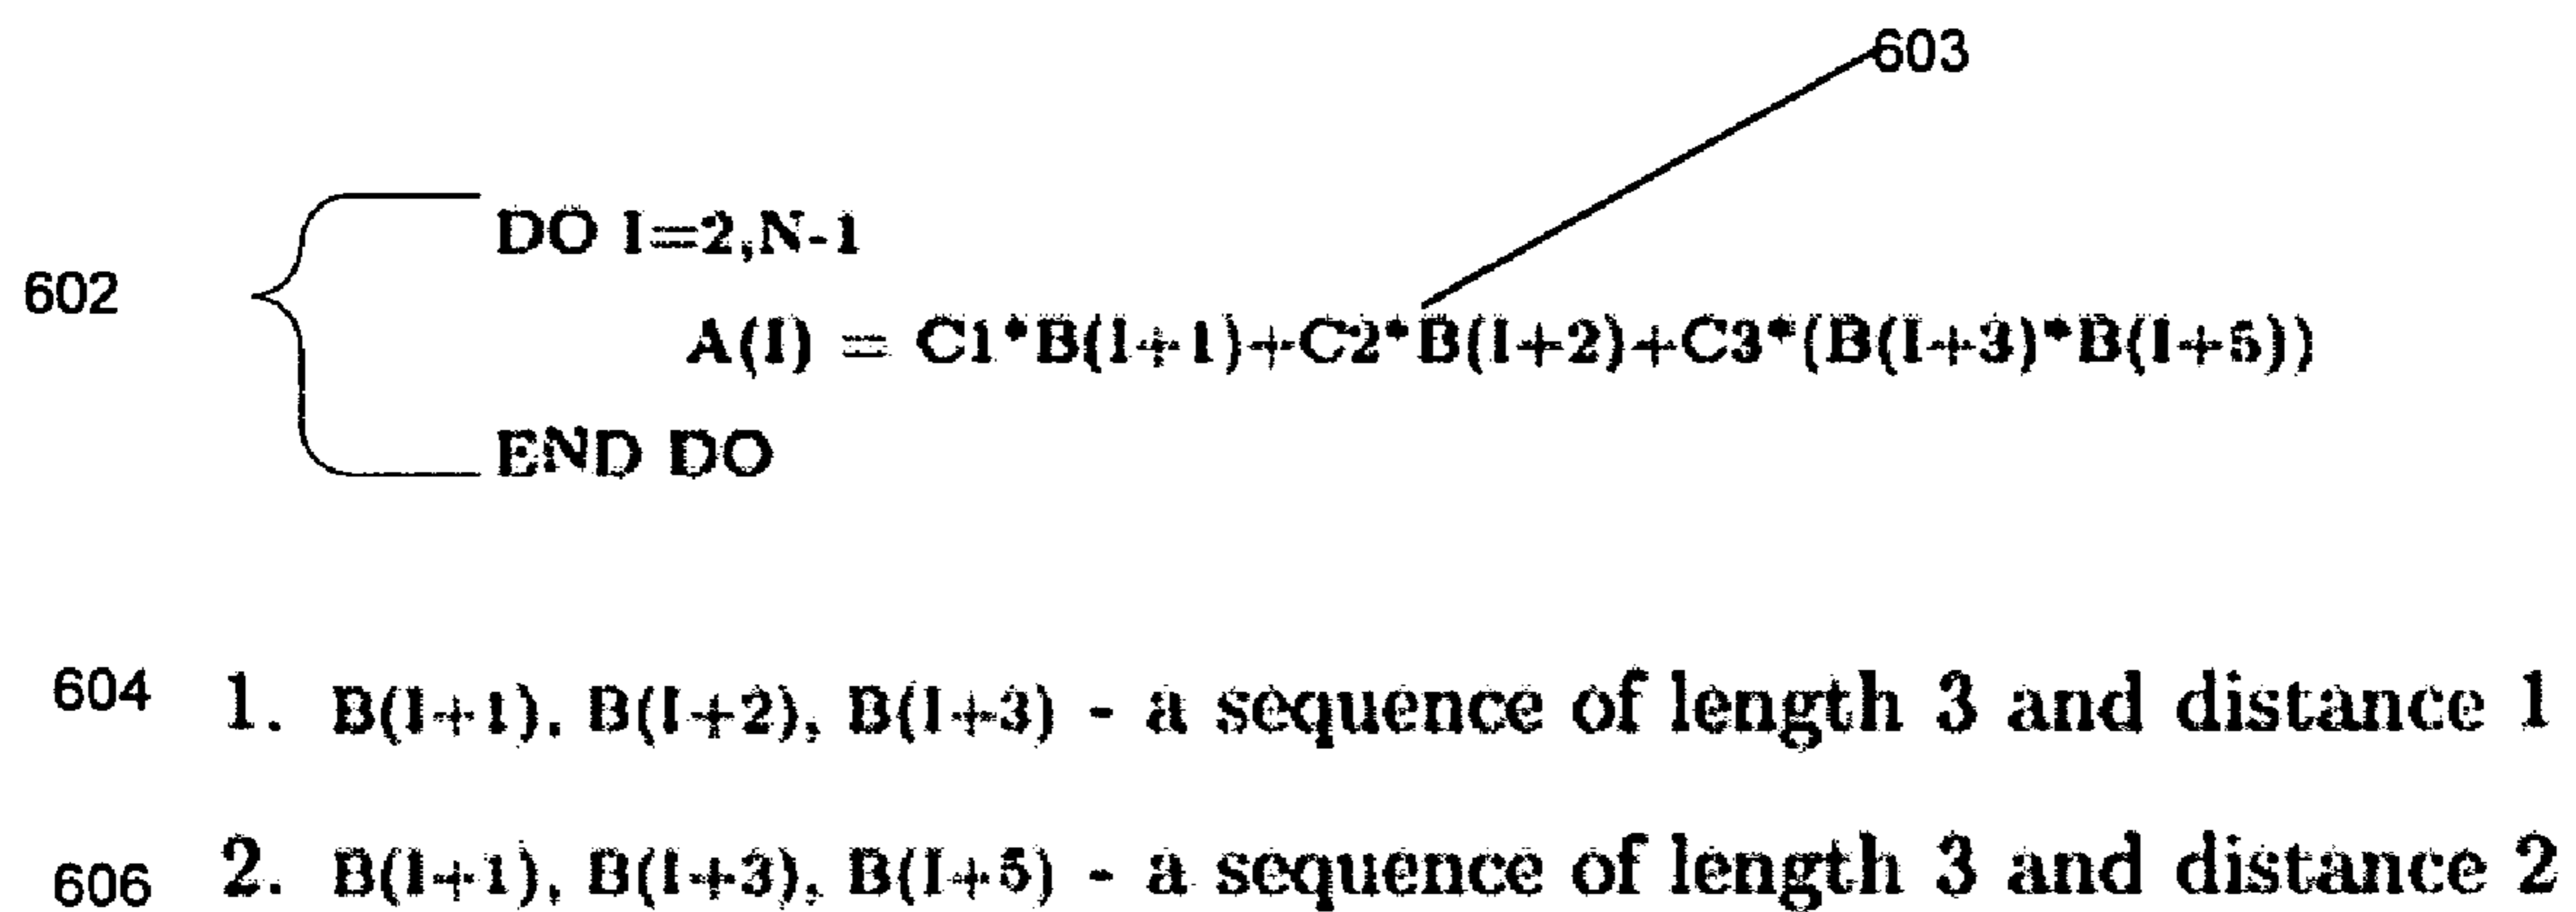 603
DO I=2,N-1
602
A(I) = C1*B(I+1)+C2*B(I+2)+C3*(B(I+3)*B(I+5))
END DO
604 1. B(I+1), B(I+2), B(I+3) - a sequence of length 3 and distance 1
606 2. B(I+1), B(I+3), B(I+5) - a sequence of length 3 and distance 2